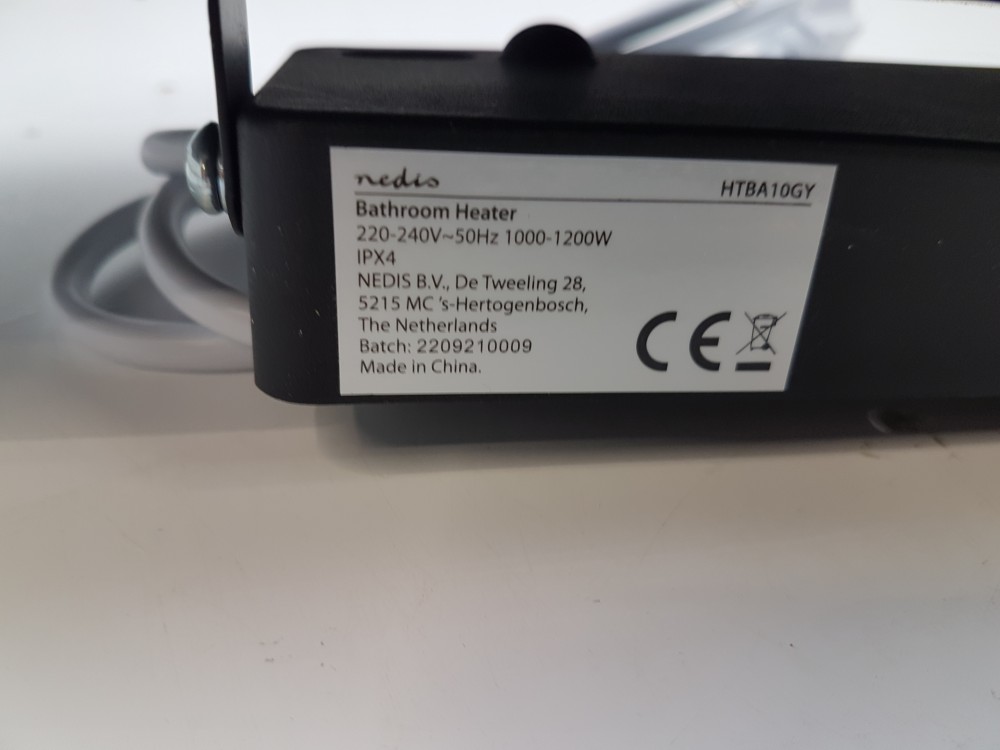 nedis
HTBA10GY
Bathroom Heater
220-240V~50Hz 1000-1200W
IPX4
NEDIS B.V., De Tweeling 28,
5215 MC 's-Hertogenbosch,
The Netherlands
Batch: 2209210009
Made in China.
CE